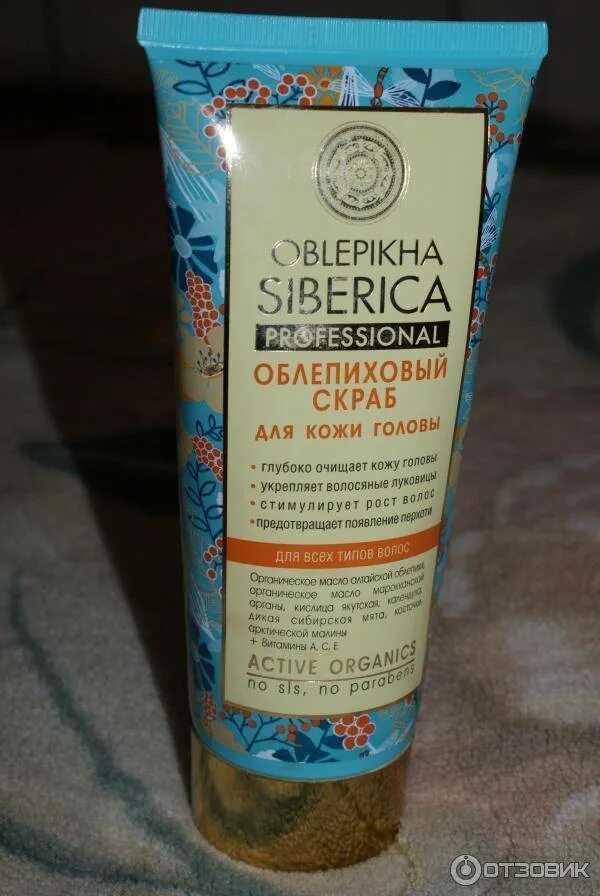 OBLEPIKHA
SIBERICA
PROFESSIONAL
ОБЛЕПИХОВЫЙ
СКРАБ
ДЛЯ КОЖИ ГОЛОВЫ
• глубоко очищает кожу головы
• укрепляет волосяные луковицы
• стимулирует рост волос
• предотвращает появление перхоти
ДЛЯ ВСЕХ ТИПОВ ВОЛОС
Органическое масло алтайской облепихи,
органическое масло марокканской
арганы, кислица якутская, календула,
дикая сибирская мята, косточки
арктической малины
+ Витамины А, С, Е
ACTIVE ORGANICS
no sls, no parabens
ОТЗОВИК